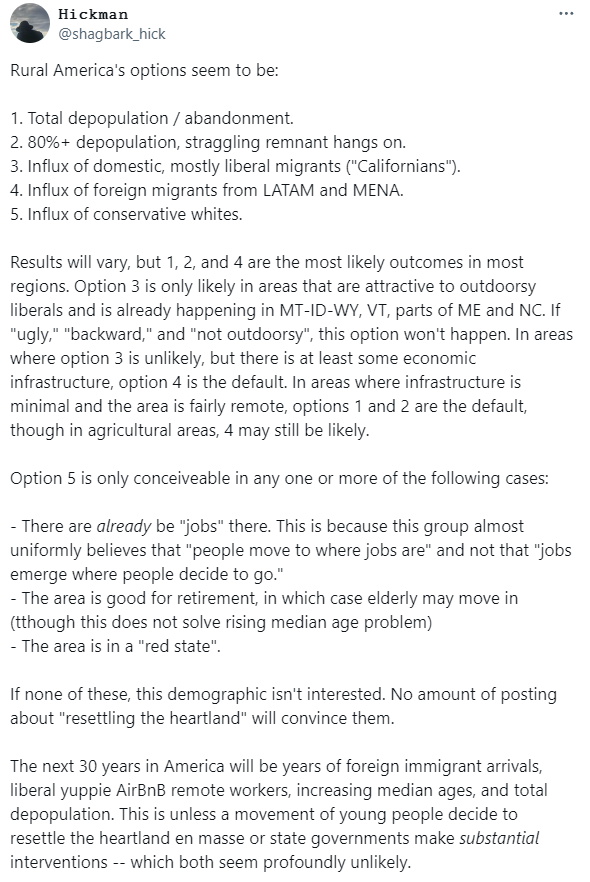 Hickman
@shagbark_hick
Rural America's options seem to be:
1. Total depopulation / abandonment.
2. 80%+ depopulation, straggling remnant hangs on.
3. Influx of domestic, mostly liberal migrants ("Californians").
4. Influx of foreign migrants from LATAM and MENA.
5. Influx of conservative whites.
Results will vary, but 1, 2, and 4 are the most likely outcomes in most
regions. Option 3 is only likely in areas that are attractive to outdoorsy
liberals and is already happening in MT-ID-WY, VT, parts of ME and NC. If
"ugly," "backward," and "not outdoorsy", this option won't happen. In areas
where option 3 is unlikely, but there is at least some economic
infrastructure, option 4 is the default. In areas where infrastructure is
minimal and the area is fairly remote, options 1 and 2 are the default,
though in agricultural areas, 4 may still be likely.
Option 5 is only conceiveable in any one or more of the following cases:
- There are already be "jobs" there. This is because this group almost
uniformly believes that "people move to where jobs are" and not that "jobs
emerge where people decide to go."
- The area is good for retirement, in which case elderly may move in
(tthough this does not solve rising median age problem)
- The area is in a "red state".
If none of these, this demographic isn't interested. No amount of posting
about "resettling the heartland" will convince them.
The next 30 years in America will be years of foreign immigrant arrivals,
liberal yuppie AirBnB remote workers, increasing median ages, and total
depopulation. This is unless a movement of young people decide to
resettle the heartland en masse or state governments make substantial
interventions -- which both seem profoundly unlikely.